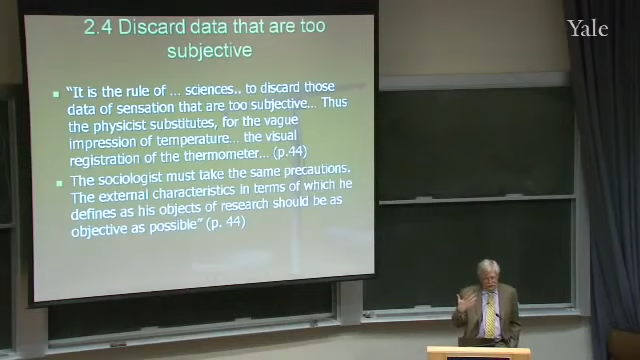 Yale
2.4 Discard data that are too
subjective
"It is the rule of … sciences.. to discard those
data of sensation that are too subjective… Thus
the physicist substitutes, for the vague
impression of temperature… the visual
registration of the thermometer… (p.44)
The sociologist must take the same precautions.
The external characteristics in terms of which he
defines as his objects of research should be as
objective as possible" (p. 44)